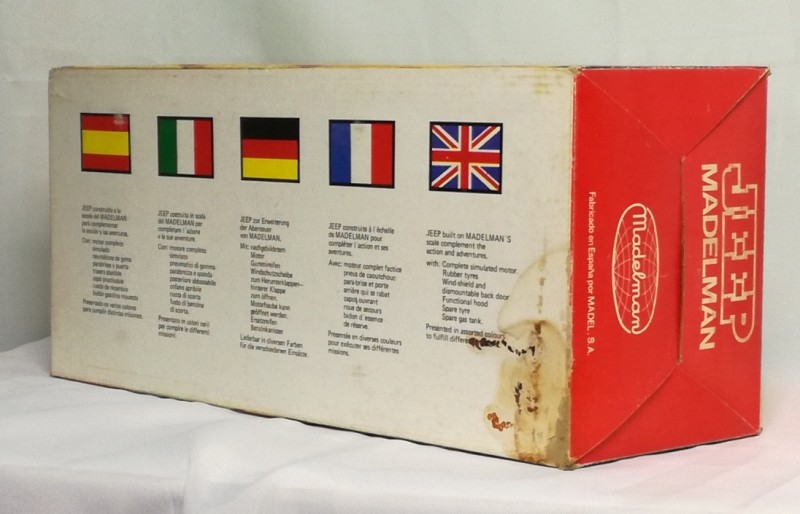 JEEP construido a la
escala del MADELMAN
para complementar
la acción y las aventuras.
Con: motor completo
simulado
neumáticos de goma
parabrisas y puerta
trasera abatible
capó practicable
rueda de repuesto
bidón gasolina
Presentado en varios colores
para cumplir distintas misiones.
JEEP costruita in scala
del MADELMAN per
completare l'azione
e le sue avventure.
Con: motore completo
simulato
pneumatici di gomma
parabrezza e sportello
posteriore abbassabile
cofano apribile
ruota di scorta
fusto di benzina
di scorta.
Presentano in colori varii
per compire le differenti
missioni.
JEEP zur Erweiterung
der Abenteuer
von MADELMAN.
Mit: nachgebildetem
Motor
Gummireifen
Windschutzscheibe
zum Herunterklappen-
hinterer Klappe
zum öffnen.
Motorhaube kann
geöffnet werden.
Ersatzreifen
Benzinkanister
Lieferbar in diversen Farben
für die verschiedenen Einsätze.
JEEP construite à l'échelle
de MADELMAN pour
compléter l'action et ses
aventures.
Avec: moteur complet factice
pneus de caoutchouc
para-brise et porte
arrière qui se rabat
capot ouvrant
roue de secours
bidon d'essence
de réserve.
Presentée en diverses couleurs
pour exécuter ses différentes
missions.
JEEP built on MADELMAN'S
scale complement the
action and adventures.
with: Complete simulated motor
Rubber tyres
Wind-shield and
dismountable back door
Functional hood
Spare tyre
Spare gas tank.
Presented in assorted colours
to fulfill
JEEP
MADELMAN
Madelman
Fabricado en España por MADEL, S.A.